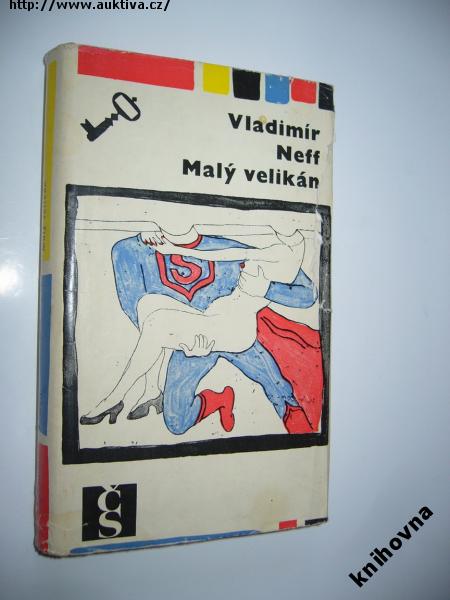 http://www.auktiva.cz/
Vladimír
Neff
Malý velikán
S
ČS
knihovna